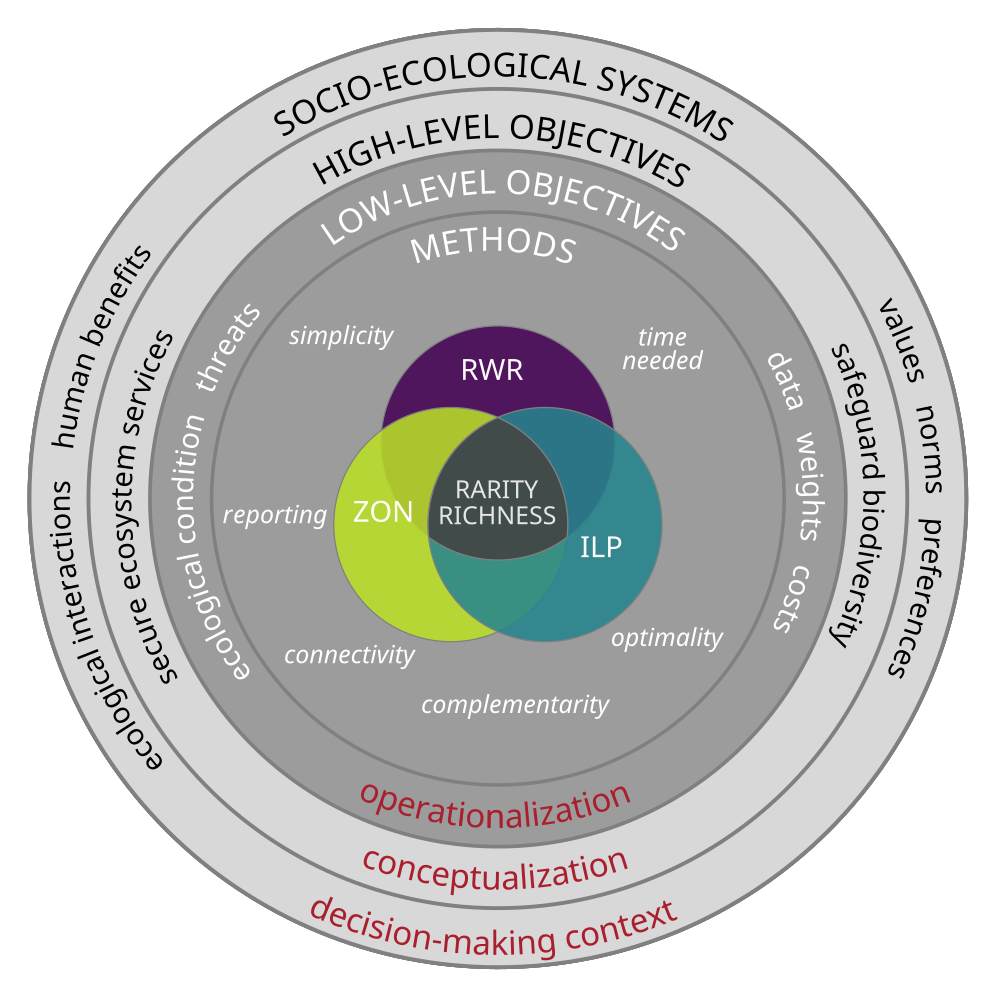 SOCIO-ECOLOGICAL SYSTEMS
HIGH-LEVEL OBJECTIVES
LOW-LEVEL OBJECTIVES
METHODS
human benefits
ecological interactions
secure ecosystem services
threats
ecological condition
values
norms
preferences
safeguard biodiversity
data
weights
costs
simplicity
time
needed
RWR
RARITY
RICHNESS
ZON
ILP
reporting
connectivity
optimality
complementarity
operationalization
conceptualization
decision-making context